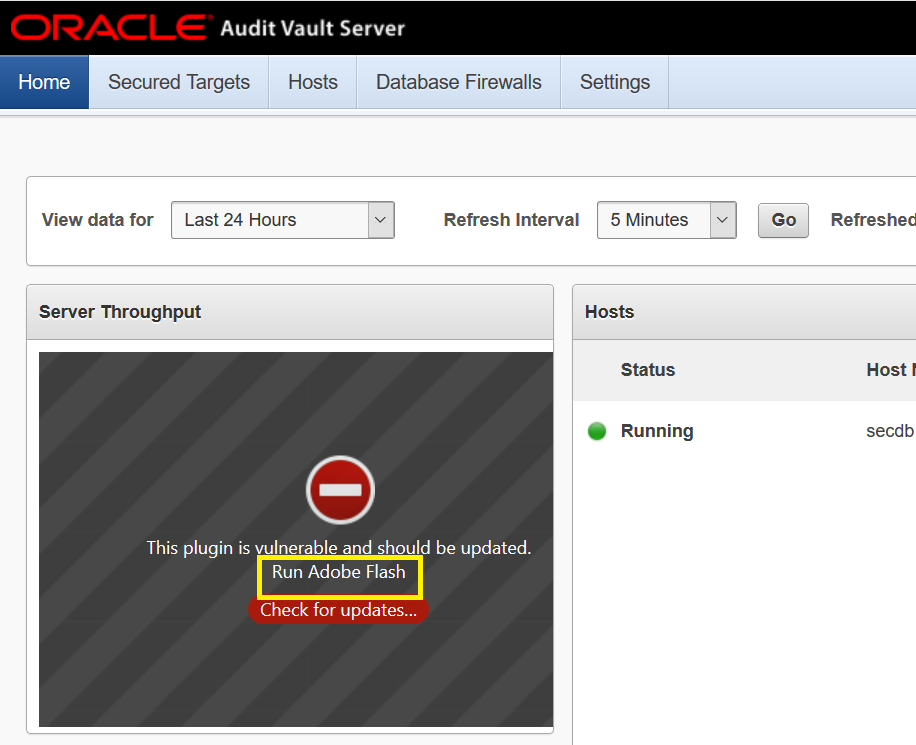 ORACLE Audit Vault Server
Home Secured Targets Hosts Database Firewalls Settings
View data for Last 24 Hours Refresh Interval 5 Minutes Go Refreshed
Server Throughput
Hosts
Status Host
Running secdb
This plugin is vulnerable and should be updated.
Run Adobe Flash
Check for updates...